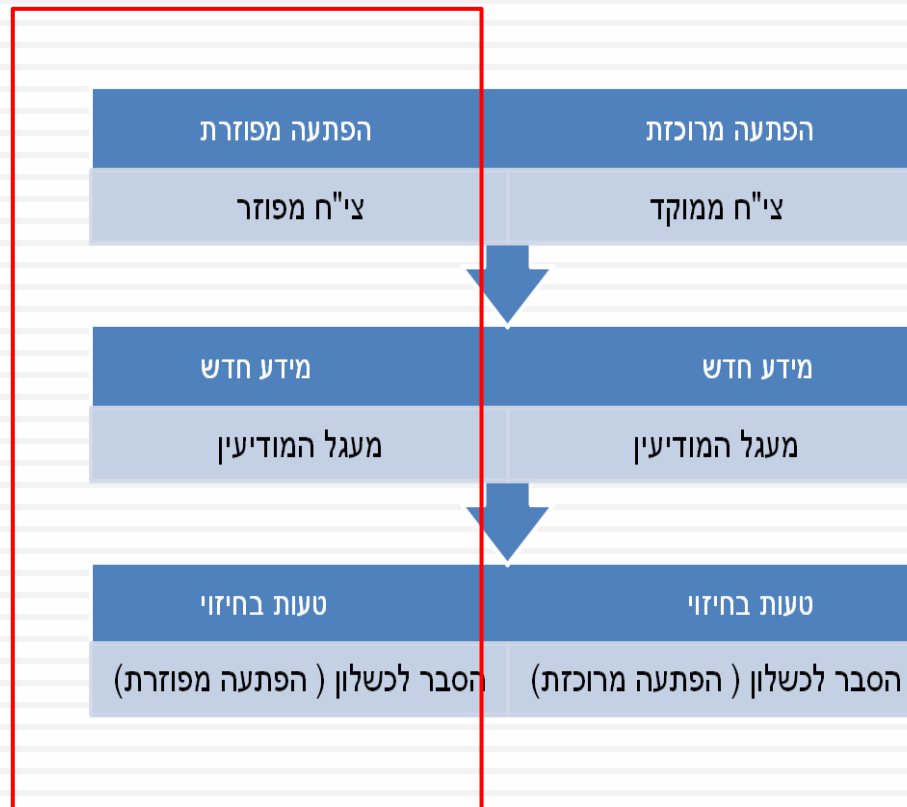 הפתעה מרוכזת הפתעה מפוזרת
צי"ח ממוקד צי"ח מפוזר
מידע חדש מידע חדש
מעגל המודיעין מעגל המודיעין
טעות בחיזוי טעות בחיזוי
הסבר לכשלון ( הפתעה מרוכזת) הסבר לכשלון ( הפתעה מפוזרת)